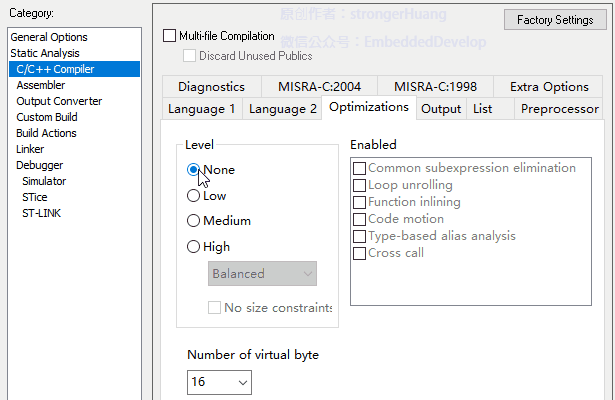 Category:
General Options
Static Analysis
C/C++ Compiler
Assembler
Output Converter
Custom Build
Build Actions
Linker
Debugger
Simulator
STice
ST-LINK
原创作者：strongerHuang
微信公众号：EmbeddedDevelop
Factory Settings
Multi-file Compilation
Discard Unused Publics
Diagnostics MISRA-C:2004 MISRA-C:1998 Extra Options
Language 1 Language 2 Optimizations Output List Preprocessor
Level
None
Low
Medium
High
Balanced
No size constraints
Enabled
Common subexpression elimination
Loop unrolling
Function inlining
Code motion
Type-based alias analysis
Cross call
Number of virtual byte
16